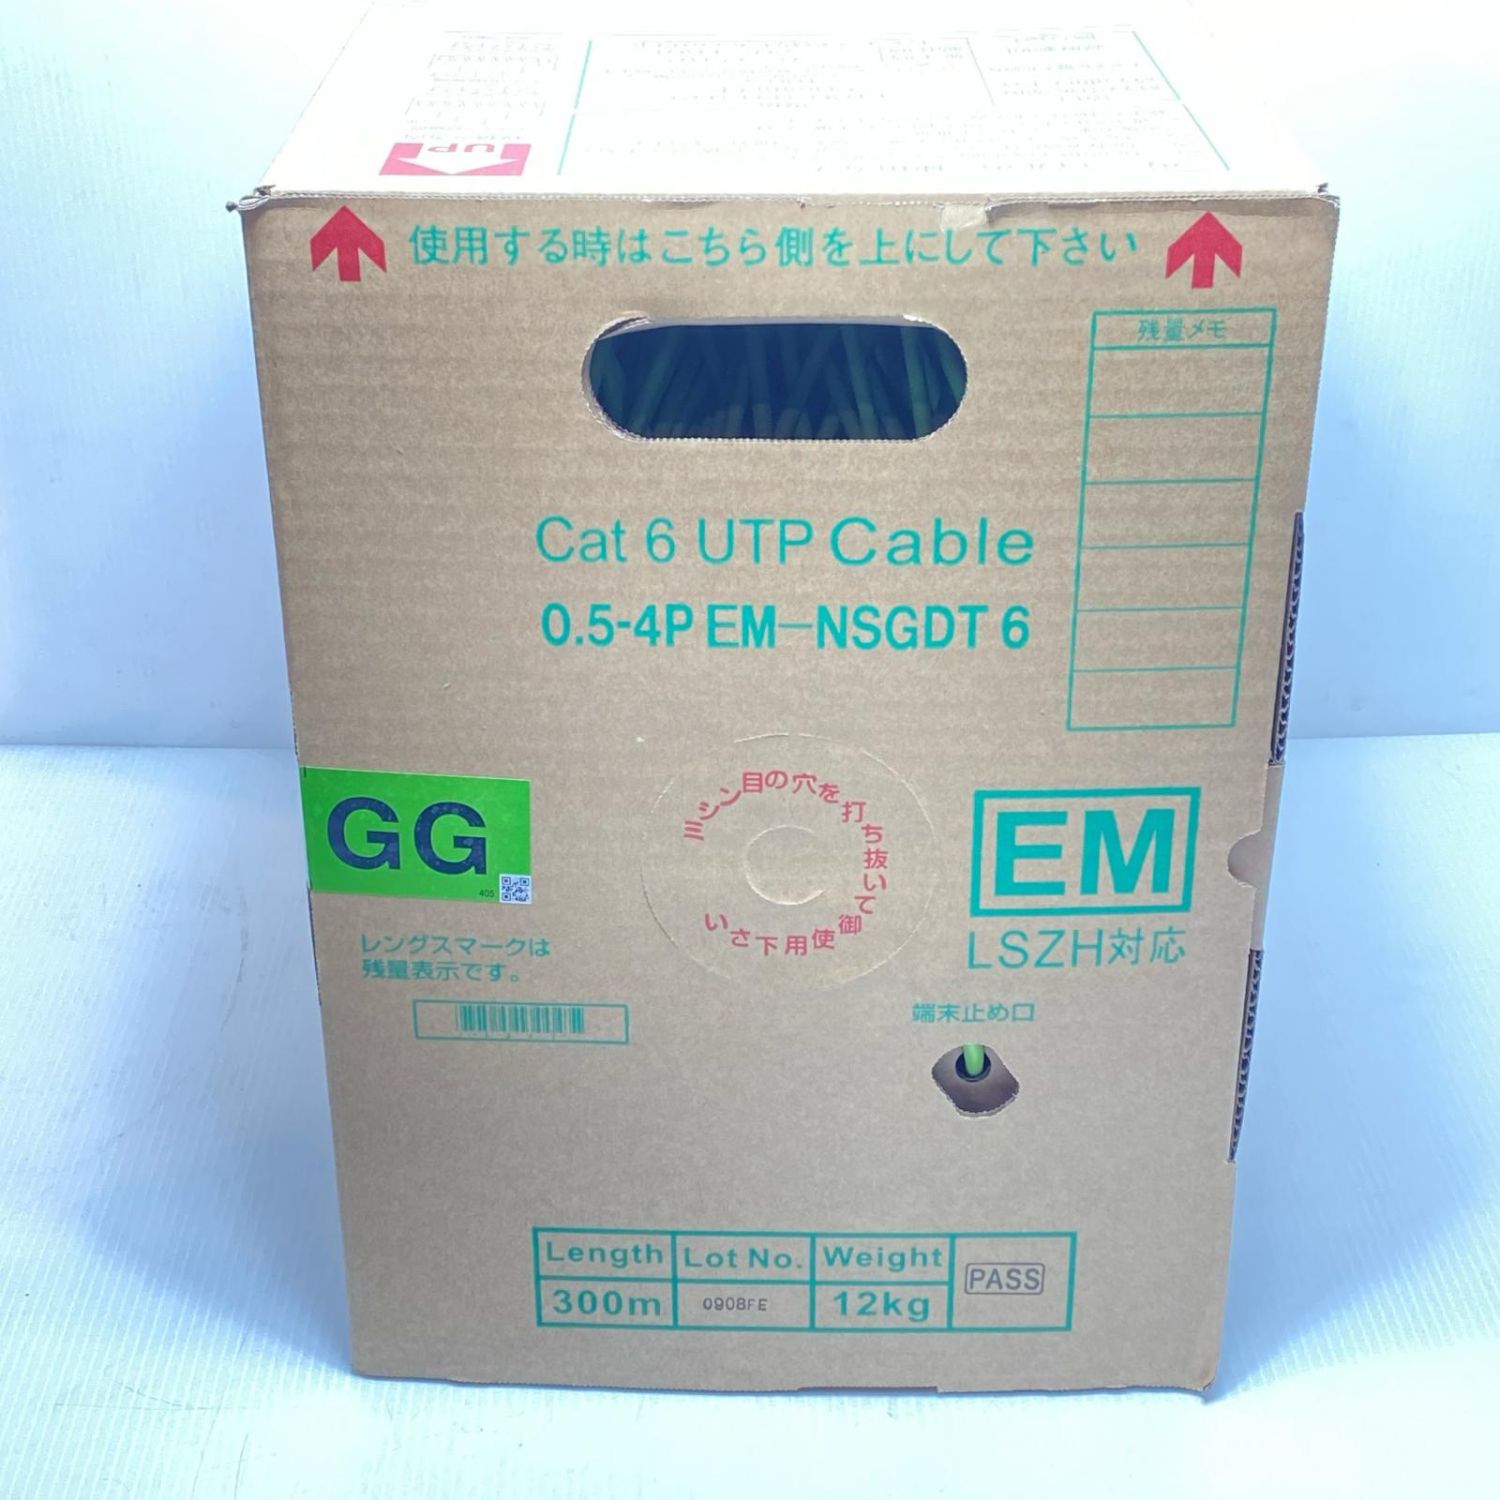 UP
使用する時はこちら側を上にして下さい
残量メモ
Cat 6 UTP Cable
0.5-4P EM-NSGDT 6
ミシン目の穴を打ち抜いて御使用下さい
GG
405
EM
LSZH対応
レングスマークは
残量表示です。
端末止め口
Length Lot No. Weight PASS
300m 0908FE 12kg